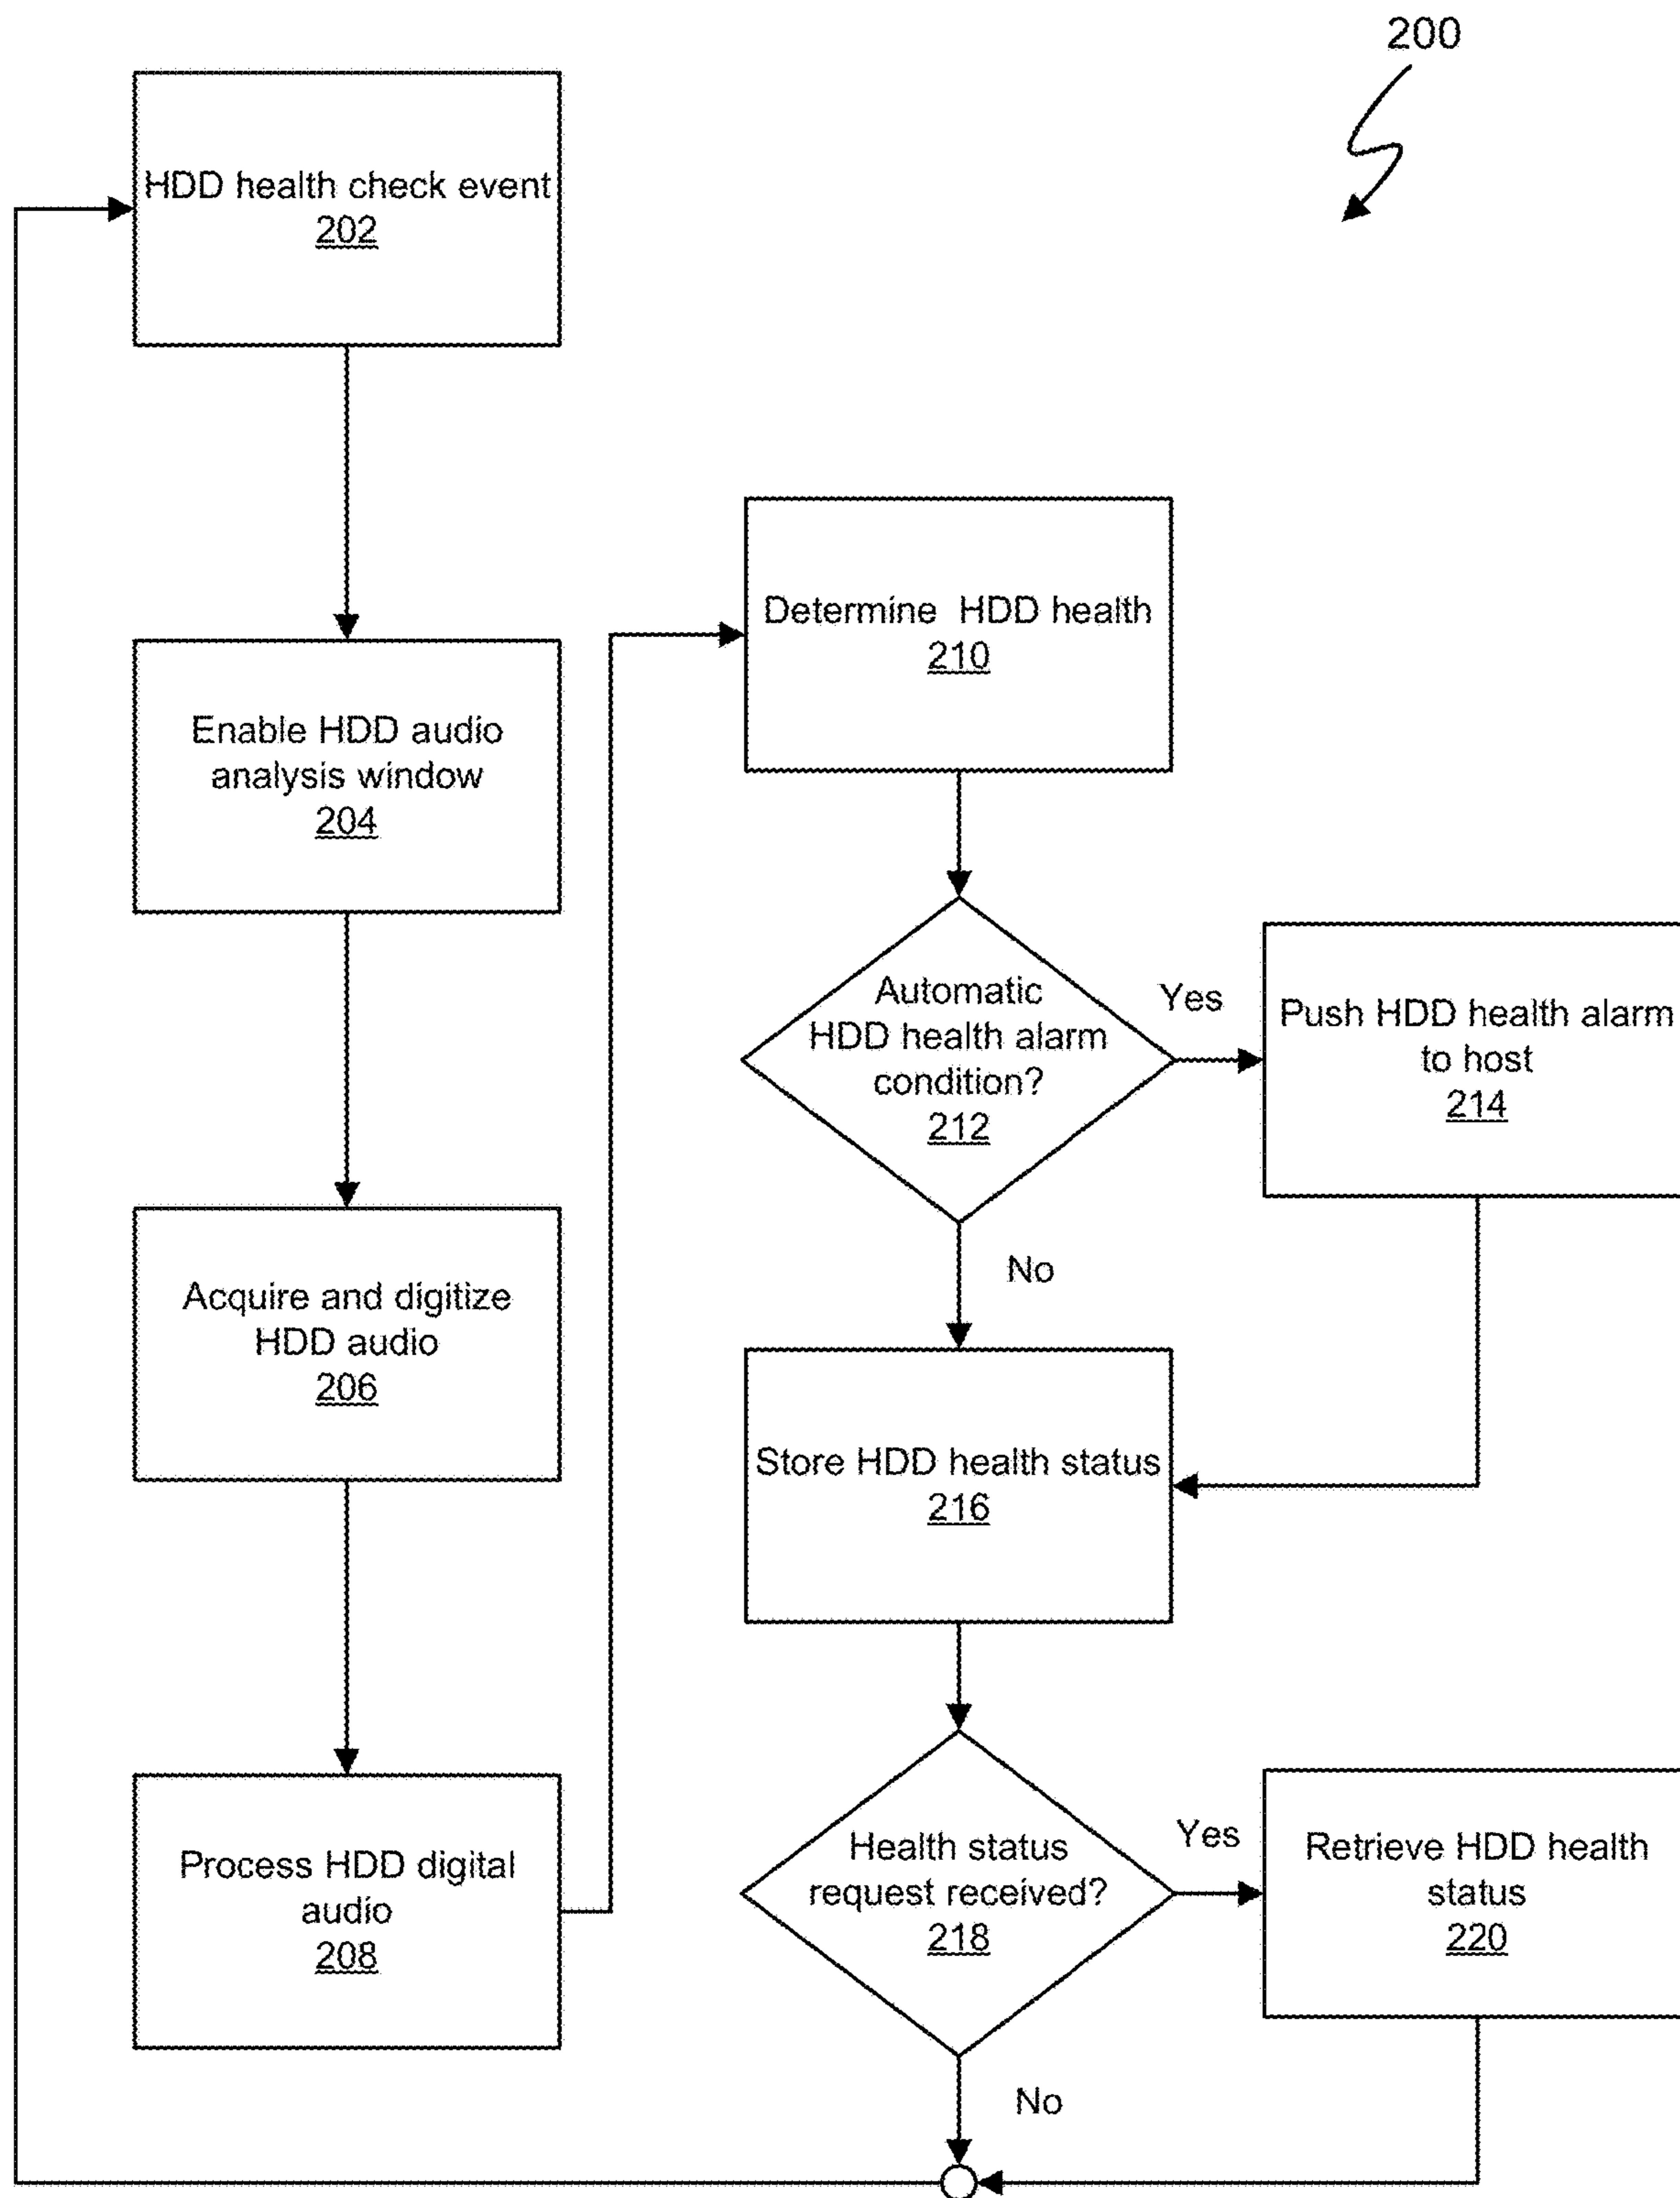 200
HDD health check event
202
Enable HDD audio
analysis window
204
Acquire and digitize
HDD audio
206
Process HDD digital
audio
208
Determine HDD health
210
Automatic
HDD health alarm
condition?
212
Yes
No
Push HDD health alarm
to host
214
Store HDD health status
216
Health status
request received?
218
Yes
No
Retrieve HDD health
status
220